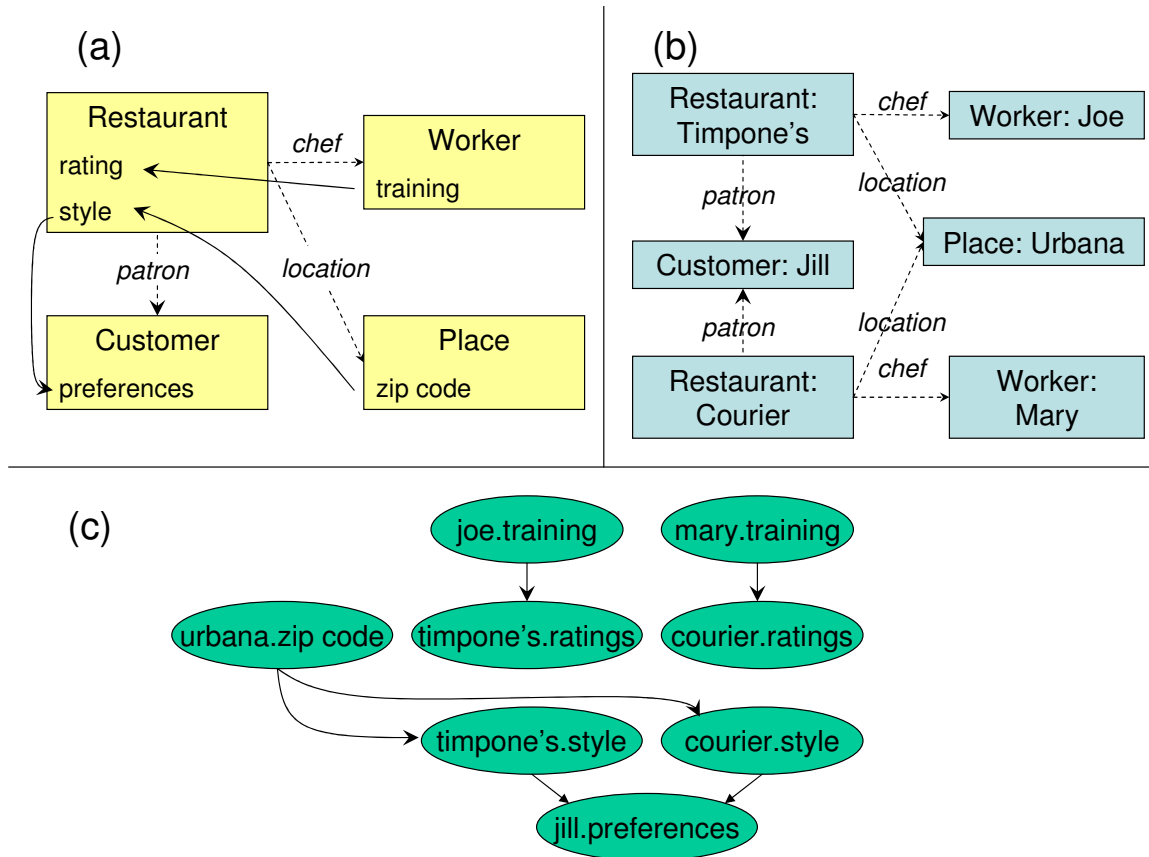 (a)
Restaurant
rating
style
chef
Worker
training
patron
location
Customer
preferences
Place
zip code
(b)
Restaurant:
Timpone's
chef
Worker: Joe
patron
location
Customer: Jill
Place: Urbana
patron
location
Restaurant:
Courier
chef
Worker:
Mary
(c)
joe.training
mary.training
urbana.zip code
timpone's.ratings
courier.ratings
timpone's.style
courier.style
jill.preferences